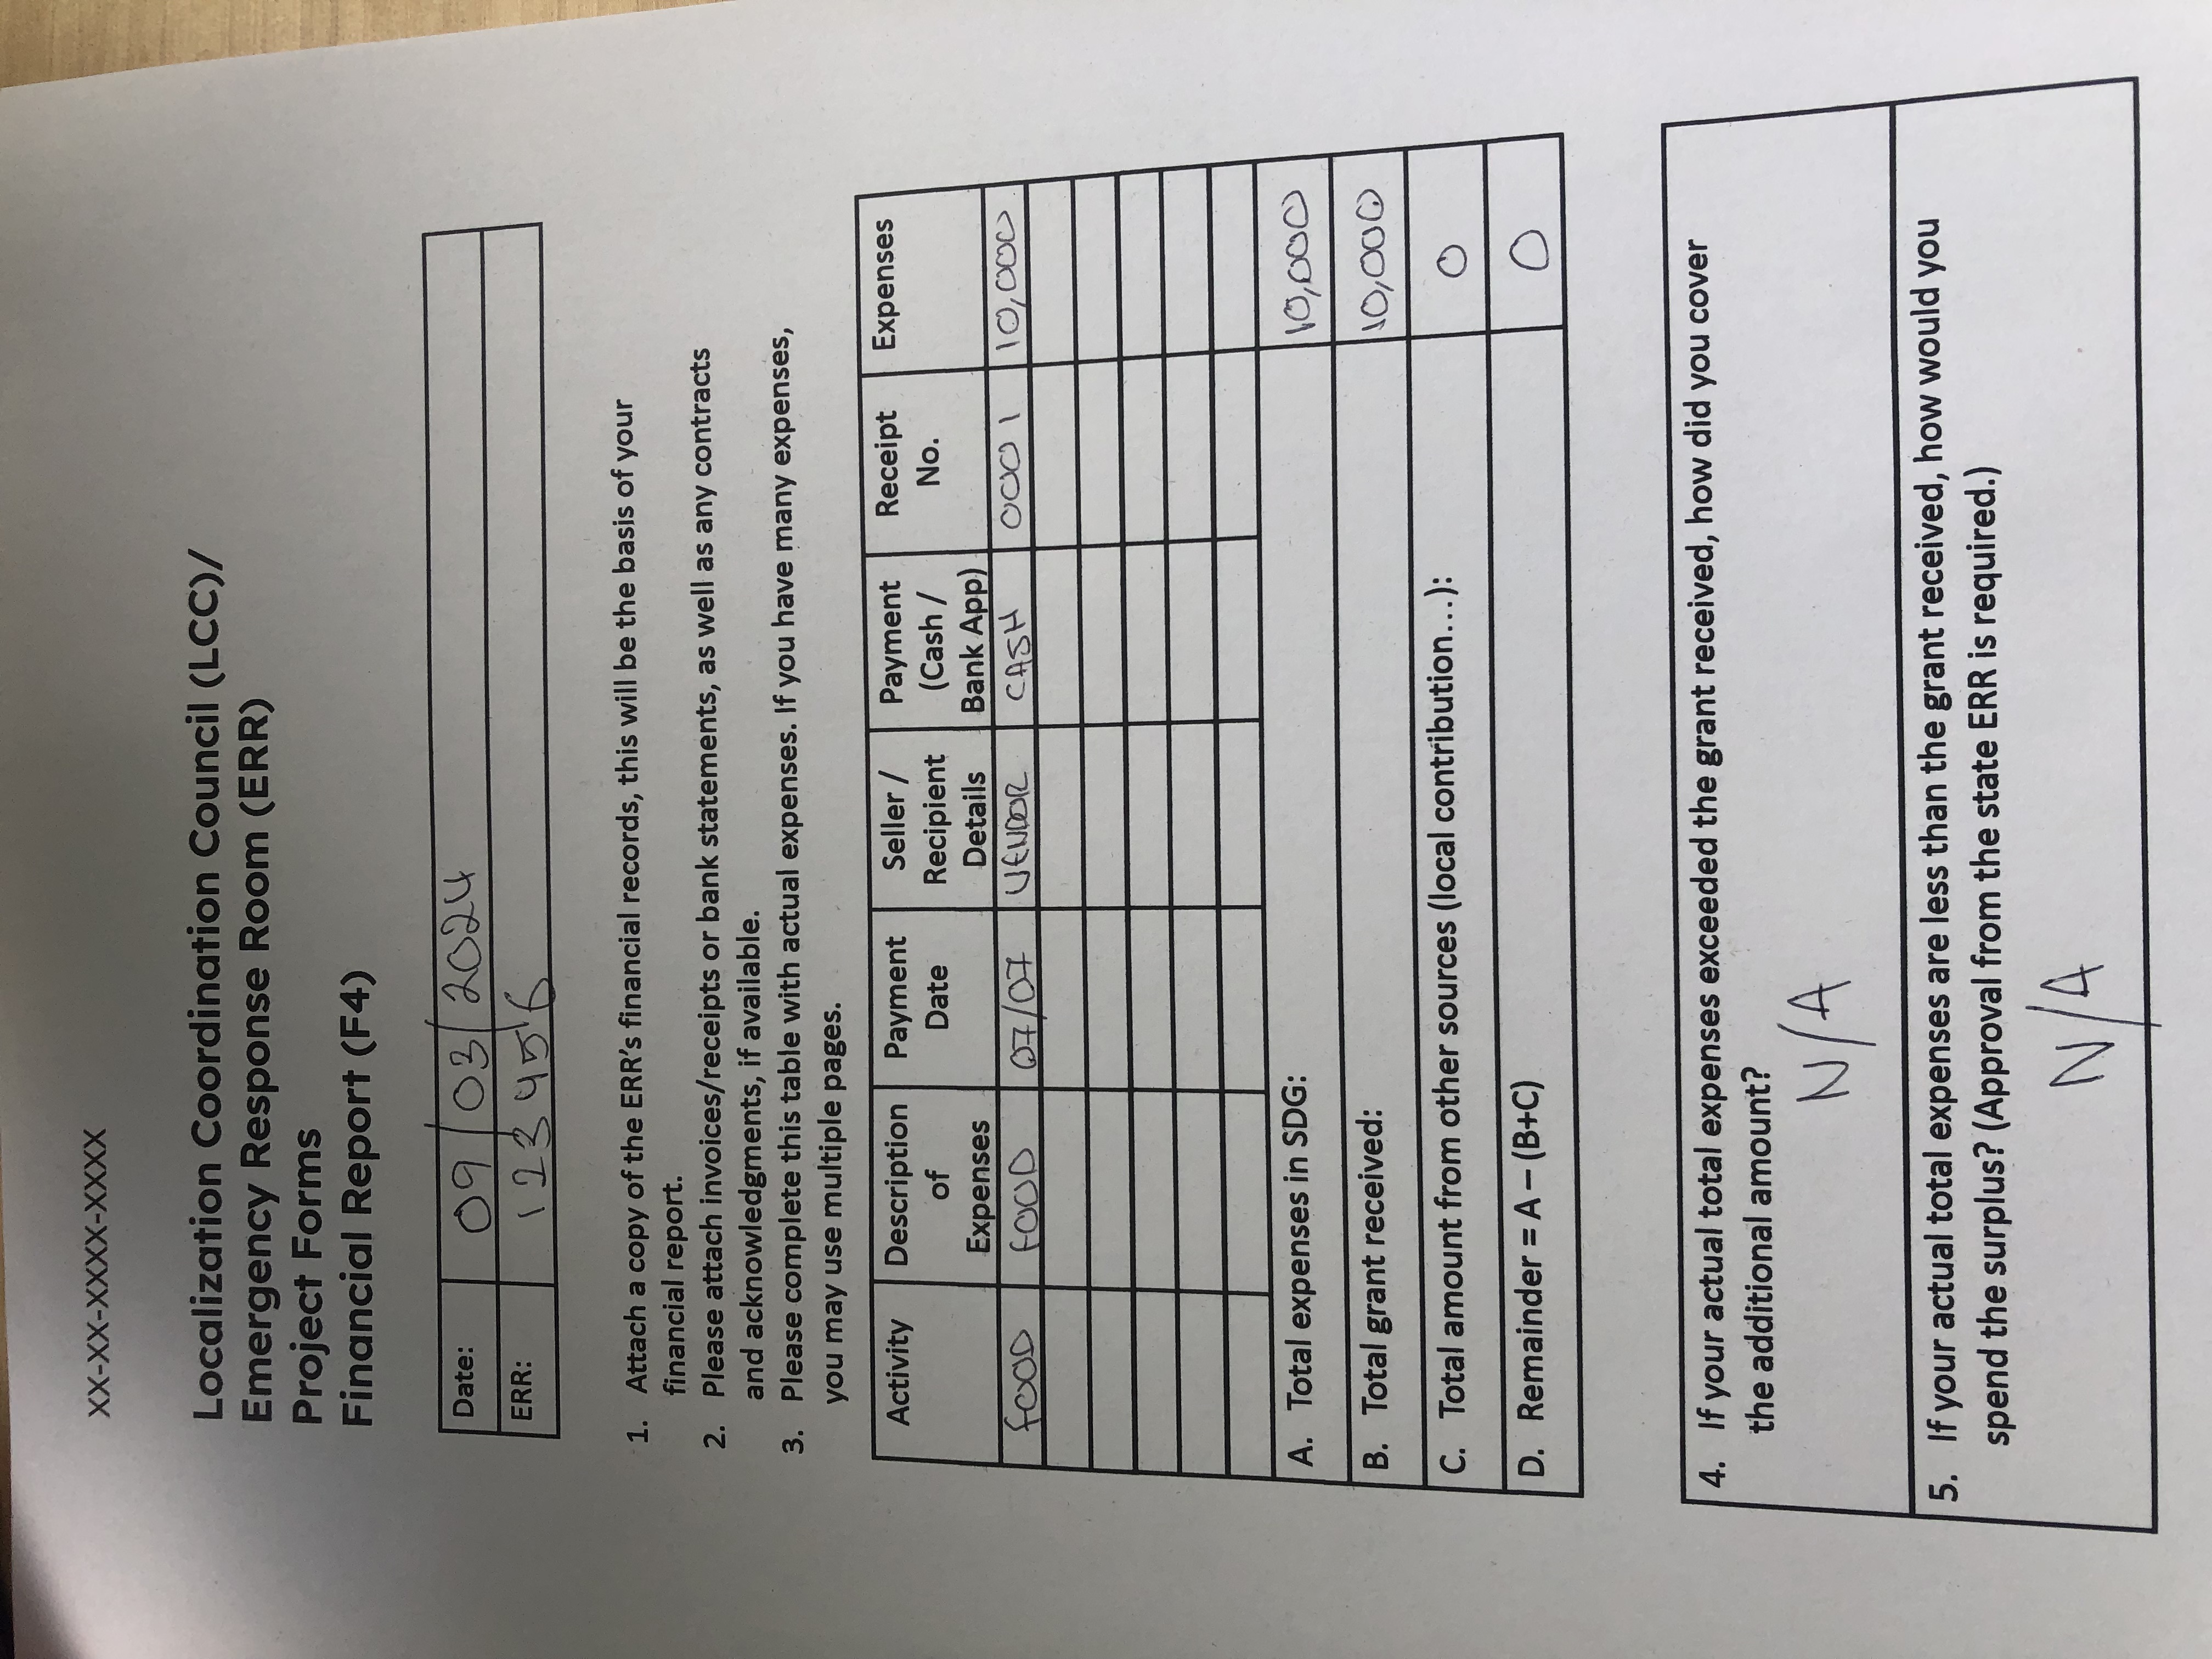 XX-XX-XXXX-XXXX
Localization Coordination Council (LCC)/
Emergency Response Room (ERR)
Project Forms
Financial Report (F4)
Date: 09/03/2024
ERR: 123456
1. Attach a copy of the ERR's financial records, this will be the basis of your
financial report.
2. Please attach invoices/receipts or bank statements, as well as any contracts
and acknowledgments, if available.
3. Please complete this table with actual expenses. If you have many expenses,
you may use multiple pages.
Activity Description of Expenses Payment Date Seller / Recipient Details Payment (Cash / Bank App) Receipt No. Expenses
FOOD FOOD 07/07 VENDOR CASH 0001 10,000
A. Total expenses in SDG: 10,000
B. Total grant received: 10,000
C. Total amount from other sources (local contribution...): 0
D. Remainder = A – (B+C) 0
4. If your actual total expenses exceeded the grant received, how did you cover
the additional amount?
N/A
5. If your actual total expenses are less than the grant received, how would you
spend the surplus? (Approval from the state ERR is required.)
N/A